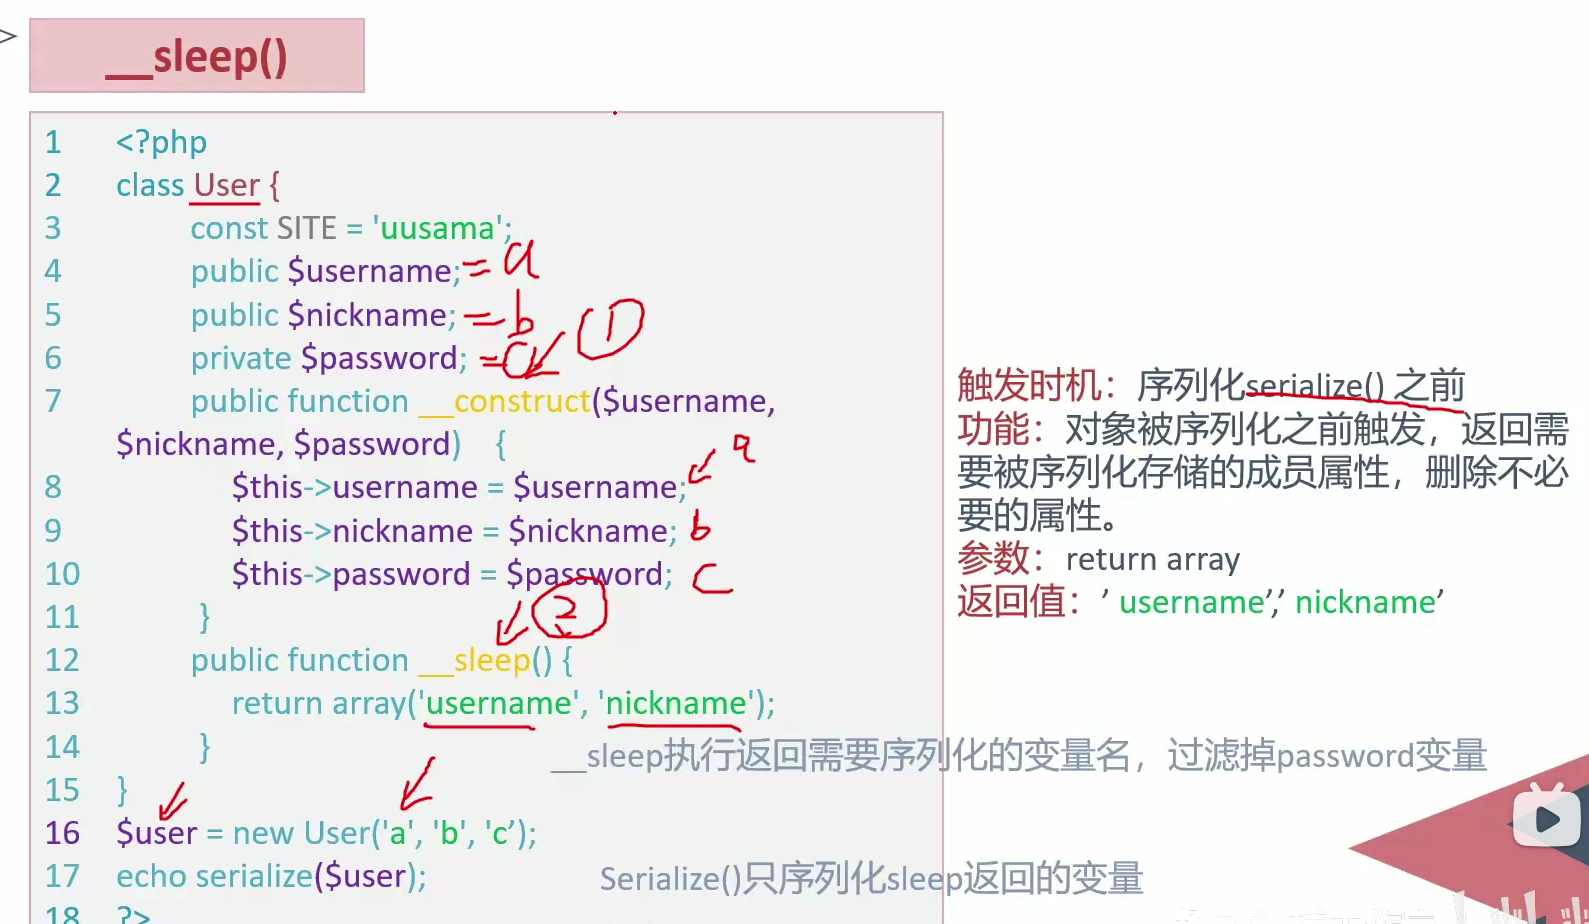 >
__sleep()
1 <?php
2 class User {
3 const SITE = 'uusama';
4 public $username; = a
5 public $nickname; = b
①
6 private $password; = c
7 public function __construct($username,
$nickname, $password) {
a
8 $this->username = $username;
9 $this->nickname = $nickname; b
10 $this->password = $password; c
11 }
②
12 public function __sleep() {
13 return array('username', 'nickname');
14 }
15 }
16 $user = new User('a', 'b', 'c’);
17 echo serialize($user);
18 ?>
触发时机：序列化serialize() 之前
功能：对象被序列化之前触发，返回需
要被序列化存储的成员属性，删除不必
要的属性。
参数：return array
返回值：’ username’,’ nickname’
__sleep执行返回需要序列化的变量名，过滤掉password变量
Serialize()只序列化sleep返回的变量